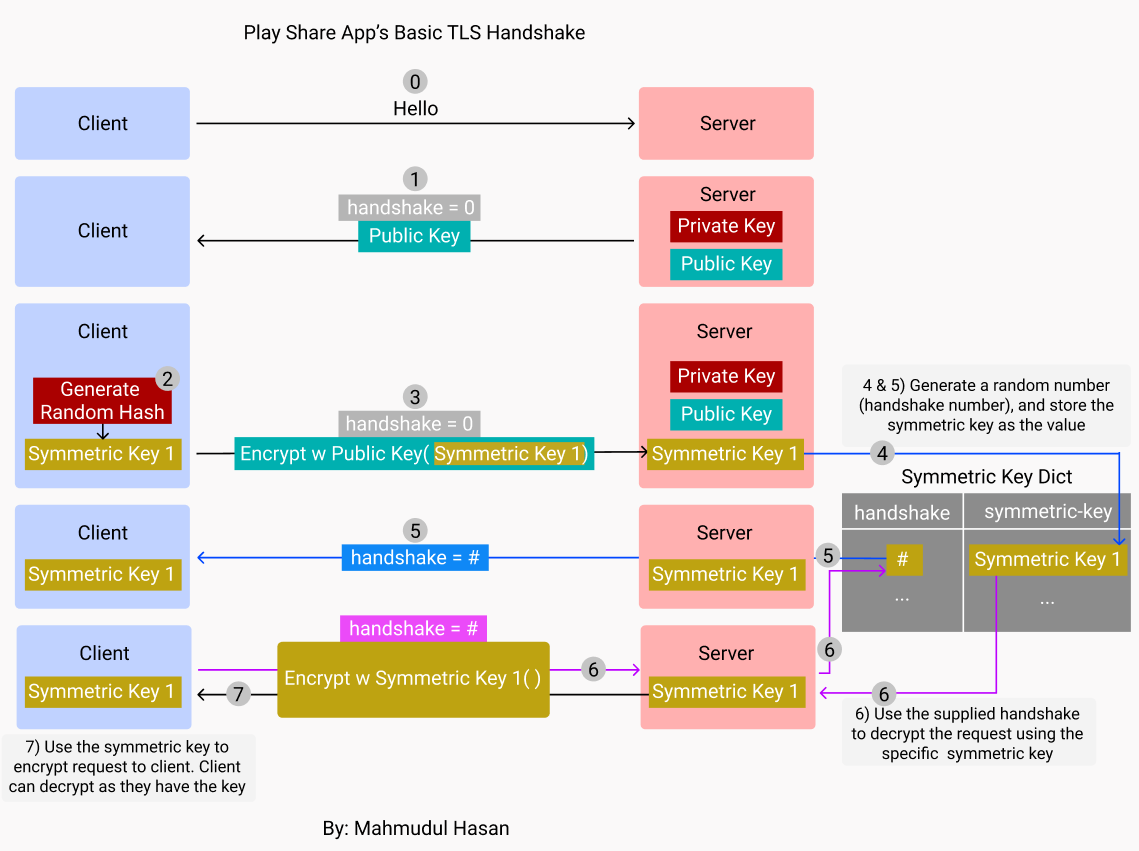 Play Share App's Basic TLS Handshake
0
Hello
Client
Server
1
handshake = 0
Public Key
Client
Server
Private Key
Public Key
Client
2
Generate
Random Hash
Symmetric Key 1
3
handshake = 0
Encrypt w Public Key( Symmetric Key 1)
Server
Private Key
Public Key
Symmetric Key 1
4 & 5) Generate a random number
(handshake number), and store the
symmetric key as the value
4
Symmetric Key Dict
handshake
symmetric-key
#
Symmetric Key 1
...
...
Client
Symmetric Key 1
5
handshake = #
Server
Symmetric Key 1
5
6
Client
Symmetric Key 1
handshake = #
Encrypt w Symmetric Key 1( )
6
7
Server
Symmetric Key 1
6
6) Use the supplied handshake
to decrypt the request using the
specific symmetric key
7) Use the symmetric key to
encrypt request to client. Client
can decrypt as they have the key
By: Mahmudul Hasan